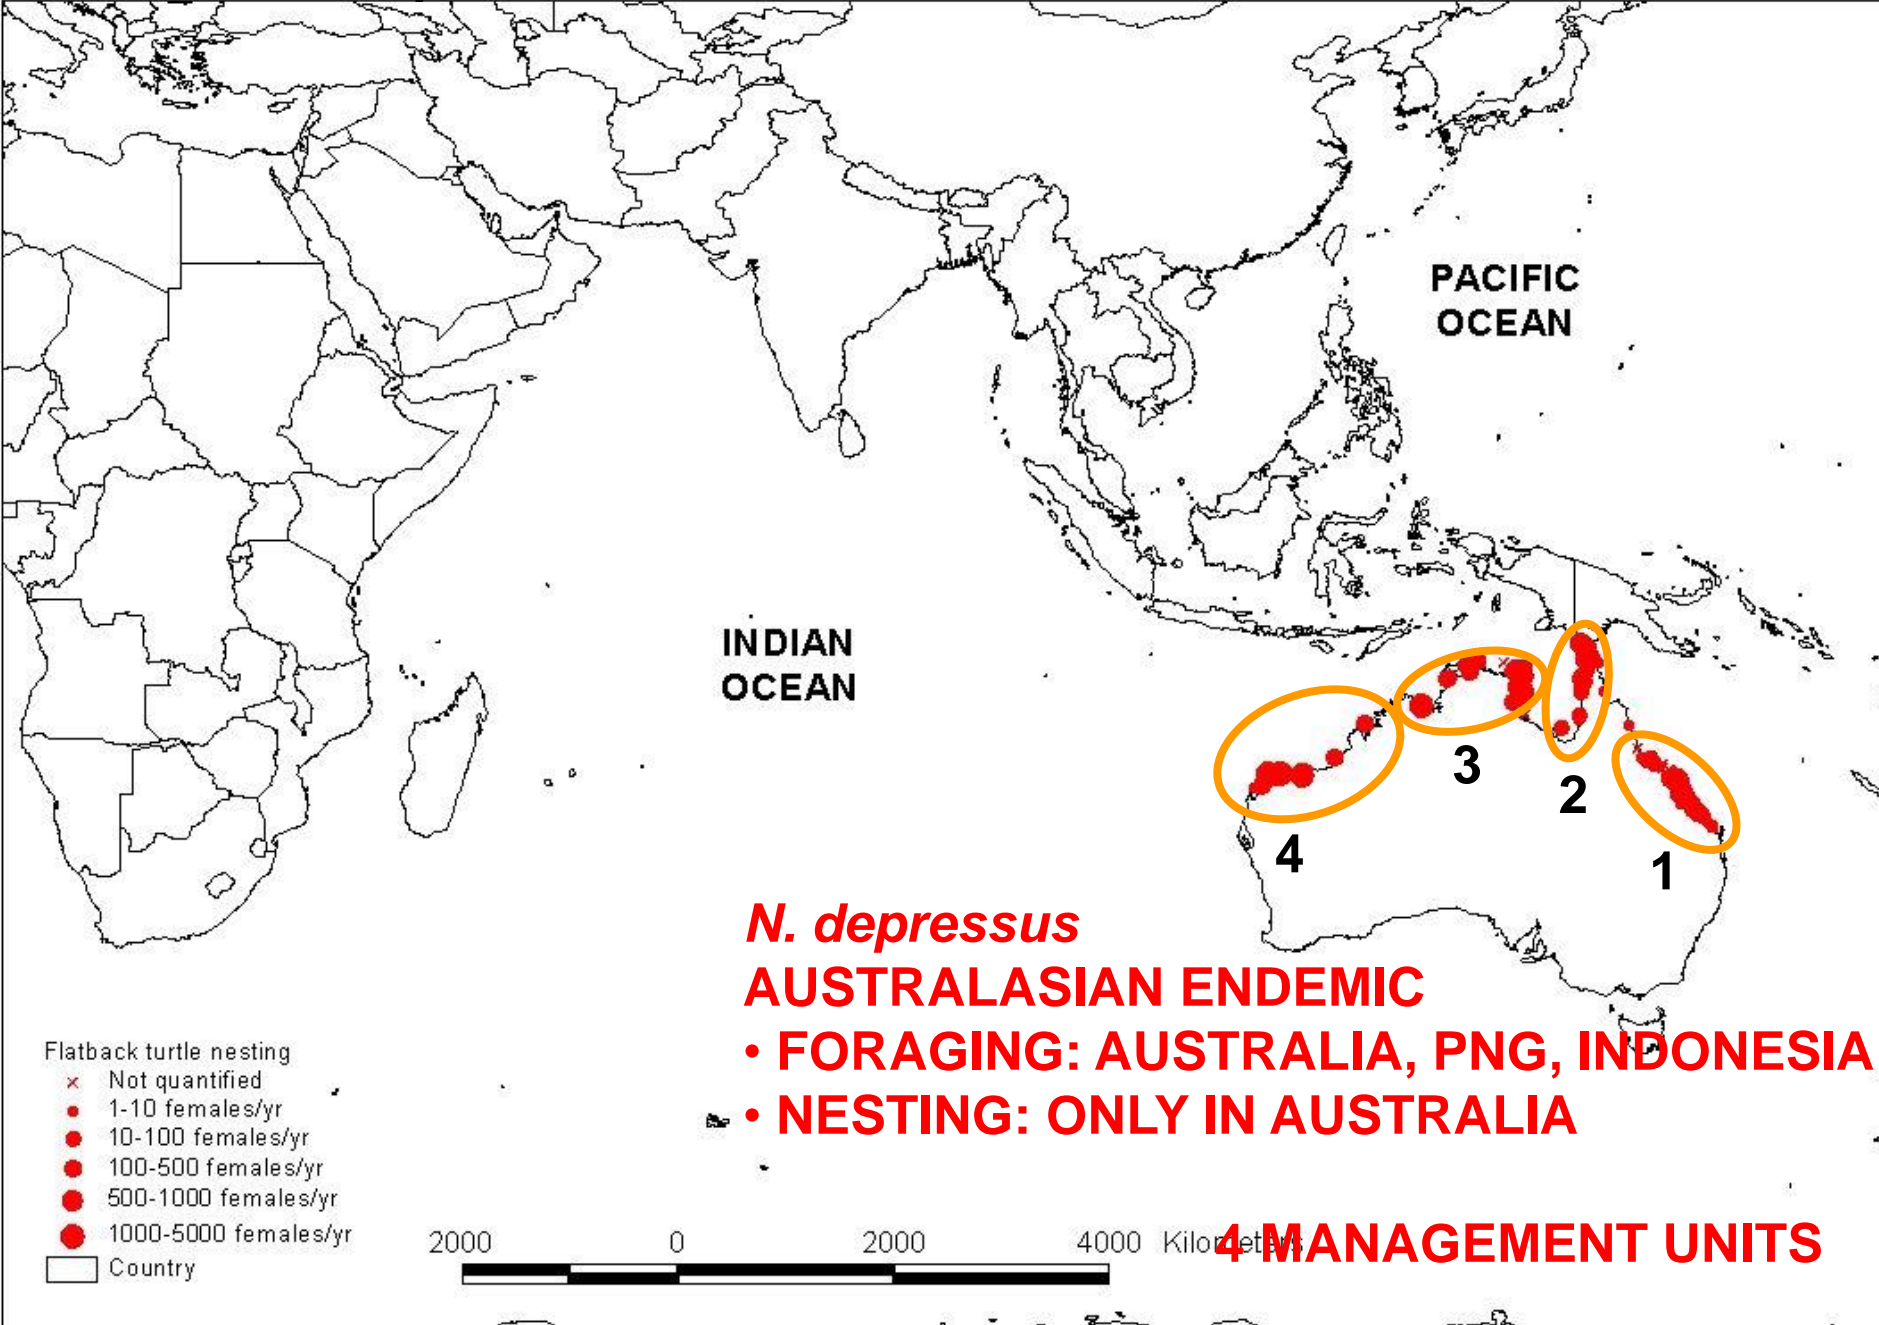 PACIFIC
OCEAN
INDIAN
OCEAN
3
2
4
1
N. depressus
AUSTRALASIAN ENDEMIC
• FORAGING: AUSTRALIA, PNG, INDONESIA
• NESTING: ONLY IN AUSTRALIA
Flatback turtle nesting
× Not quantified
1-10 females/yr
10-100 females/yr
100-500 females/yr
500-1000 females/yr
1000-5000 females/yr
Country
2000 0 2000 4000 Kilometers
4 MANAGEMENT UNITS